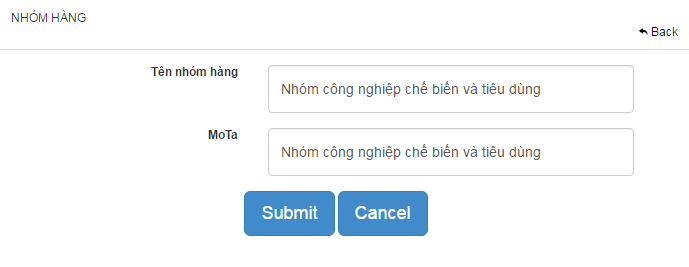 NHÓM HÀNG
Back
Tên nhóm hàng
Nhóm công nghiệp chế biến và tiêu dùng
MoTa
Nhóm công nghiệp chế biến và tiêu dùng
Submit Cancel